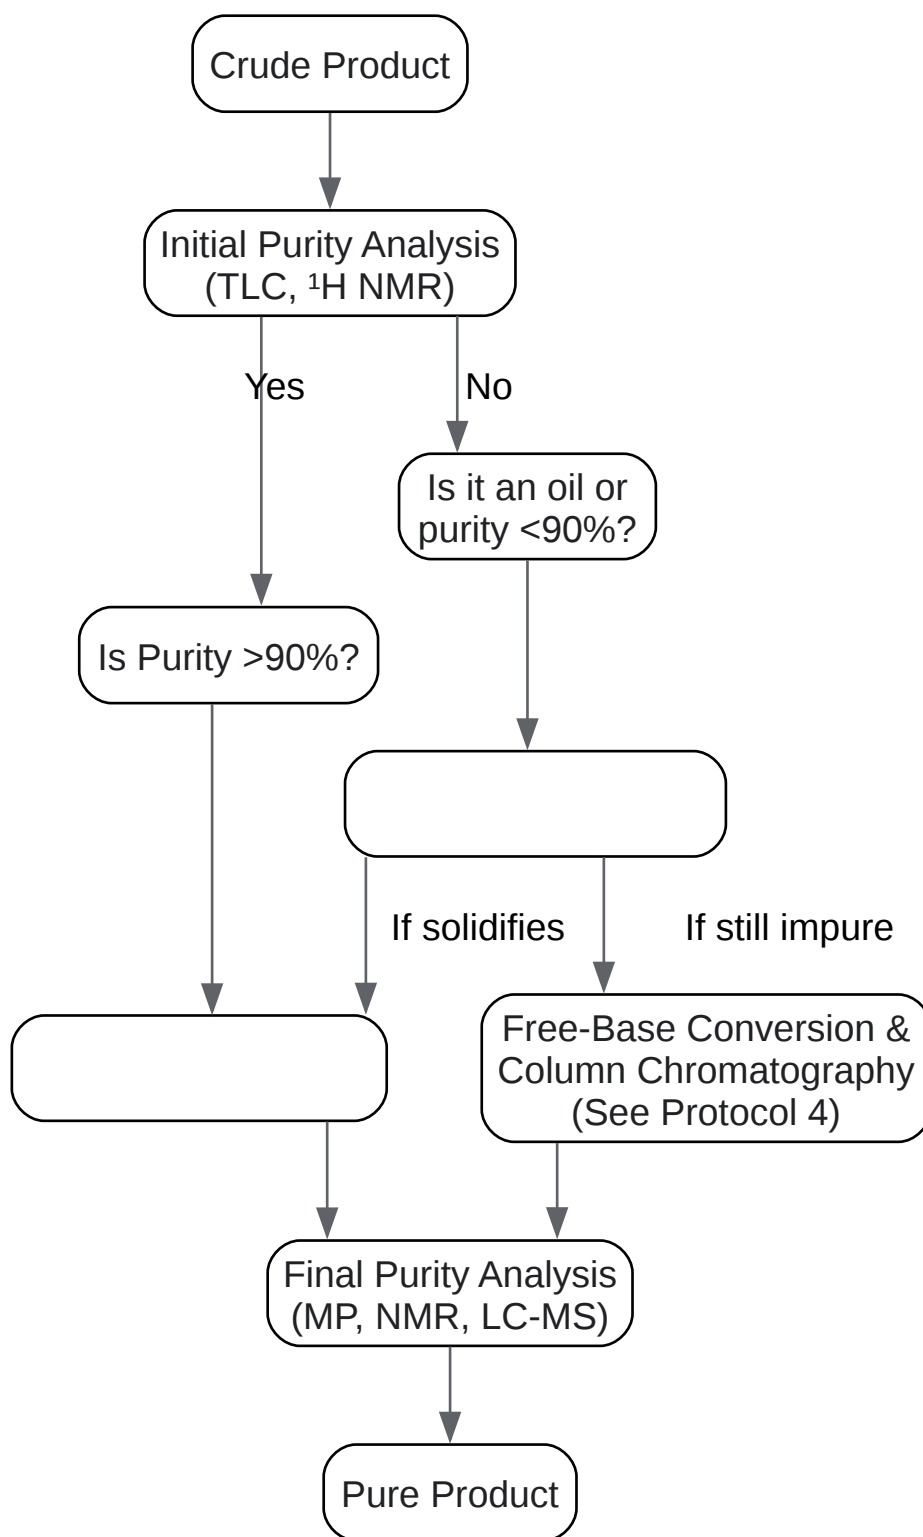 Crude Product
Initial Purity Analysis
(TLC, ¹H NMR)
Yes
No
Is it an oil or
purity <90%?
Is Purity >90%?
If solidifies
If still impure
Free-Base Conversion &
Column Chromatography
(See Protocol 4)
Final Purity Analysis
(MP, NMR, LC-MS)
Pure Product